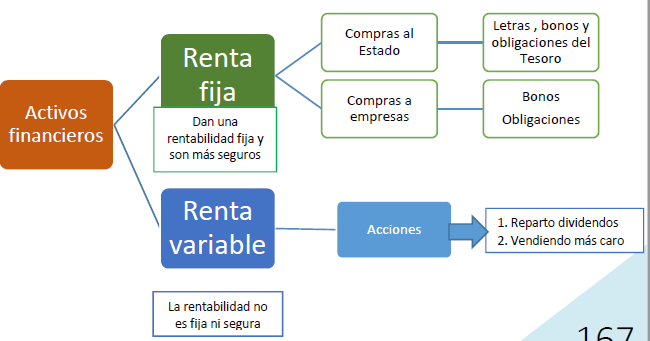 Activos
financieros
Renta
fija
Dan una
rentabilidad fija y
son más seguros
Compras al
Estado
Letras , bonos y
obligaciones del
Tesoro
Compras a
empresas
Bonos
Obligaciones
Renta
variable
La rentabilidad no
es fija ni segura
Acciones
1. Reparto dividendos
2. Vendiendo más caro
167